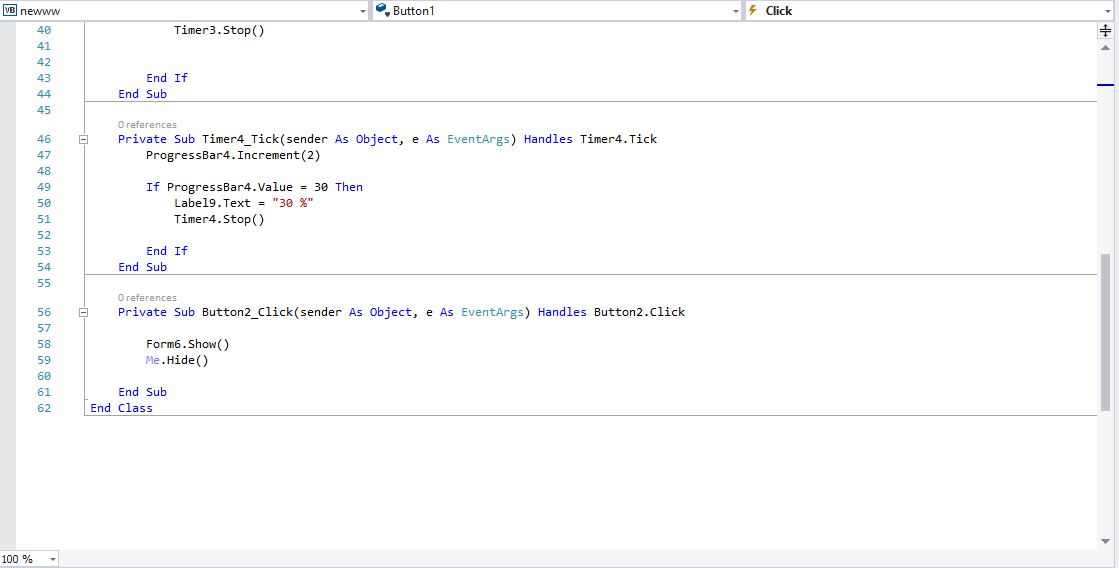 VB newww Button1 Click
40 Timer3.Stop()
41
42
43 End If
44 End Sub
45
0 references
46 Private Sub Timer4_Tick(sender As Object, e As EventArgs) Handles Timer4.Tick
47 ProgressBar4.Increment(2)
48
49 If ProgressBar4.Value = 30 Then
50 Label9.Text = "30 %"
51 Timer4.Stop()
52
53 End If
54 End Sub
55
0 references
56 Private Sub Button2_Click(sender As Object, e As EventArgs) Handles Button2.Click
57
58 Form6.Show()
59 Me.Hide()
60
61 End Sub
62 End Class
100 %